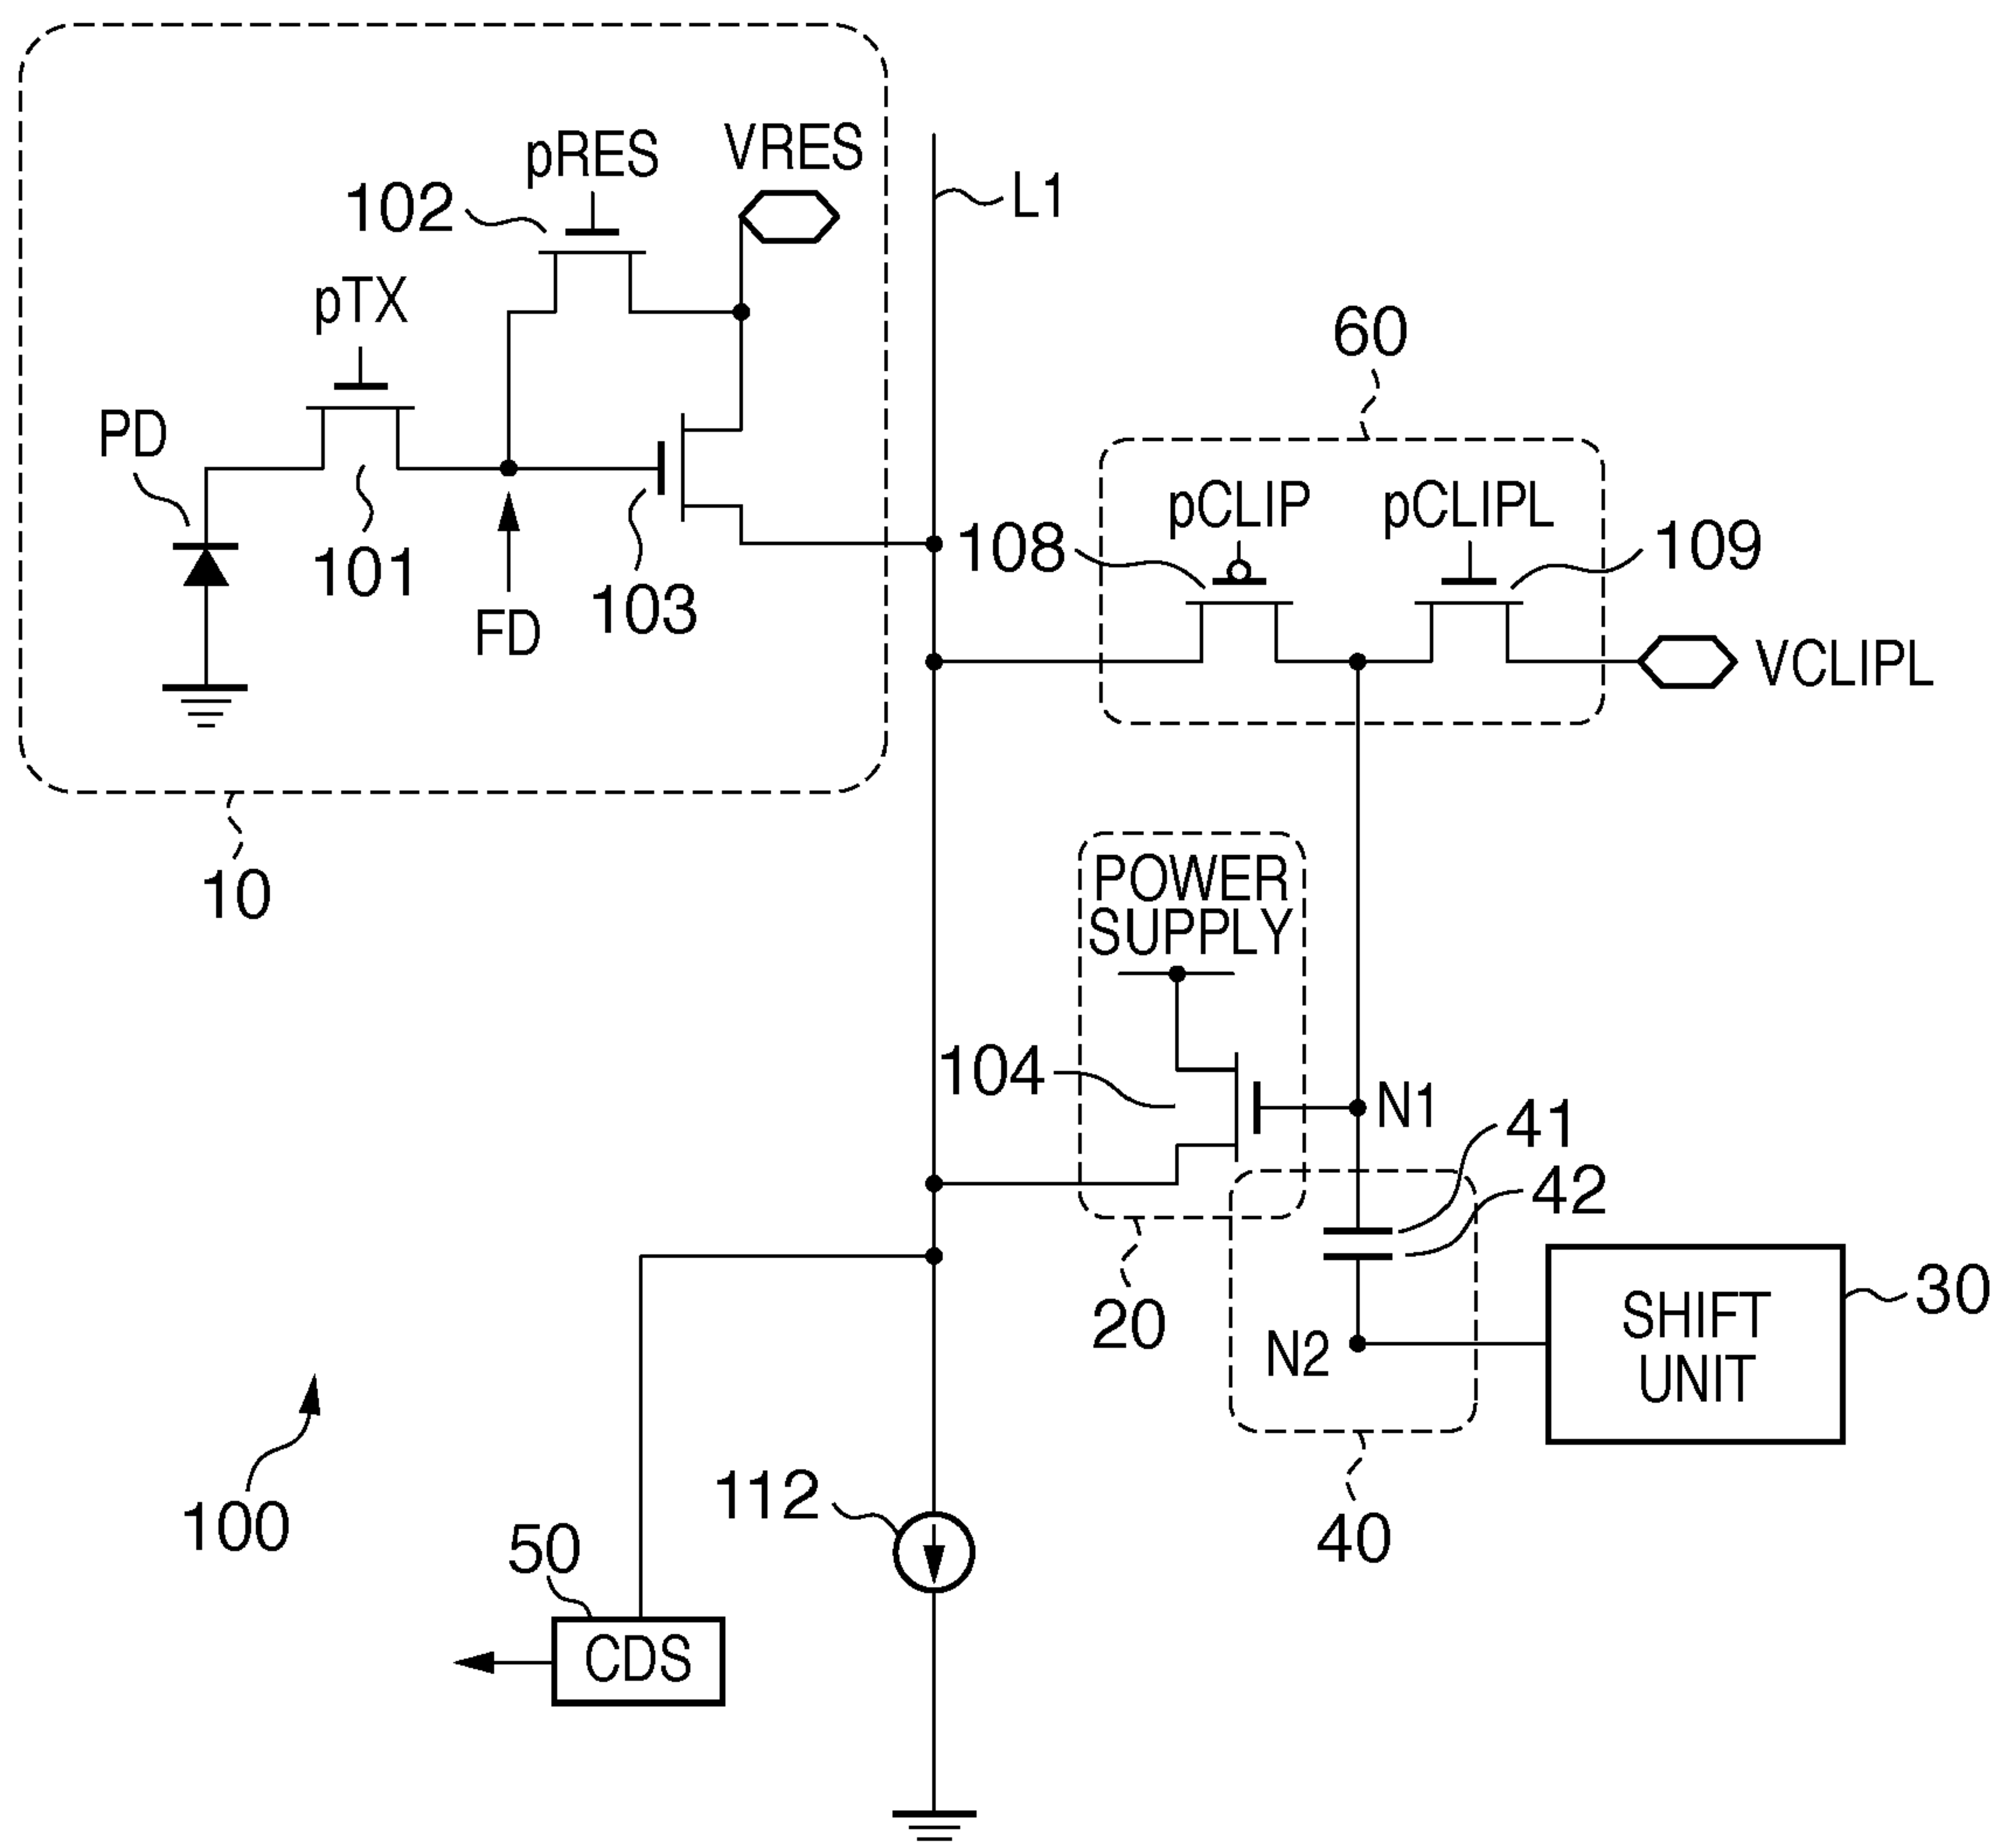 pRES
VRES
102
L1
pTX
60
PD
pCLIP
pCLIPL
108
109
101
FD
103
VCLIPL
10
POWER
SUPPLY
104
N1
41
42
20
N2
SHIFT
UNIT
30
112
100
50
40
CDS